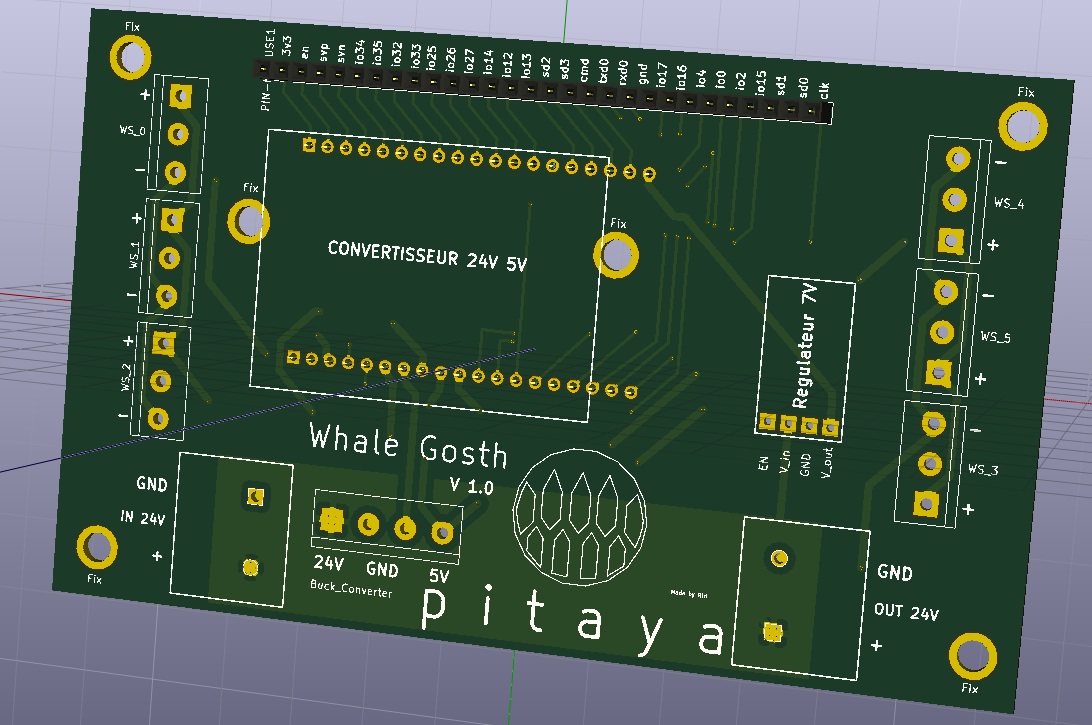 Fix
USE1
3v3
en
svp
svn
io34
io35
io32
io33
io25
io26
io27
io14
io12
io13
sd2
sd3
cmd
txd0
rxd0
gnd
io17
io16
io4
io0
io2
io15
sd1
sd0
clk
Fix
+
WS_0
-
-
WS_4
+
Fix
Fix
CONVERTISSEUR 24V 5V
+
WS_1
-
Regulateur 7V
-
WS_5
+
+
WS_2
-
-
WS_3
+
EN
V_in
GND
V_out
Whale Gosth
V 1.0
GND
IN 24V
+
Fix
24V GND 5V
Buck_Converter
Made by
pitaya
GND
OUT 24V
+
Fix